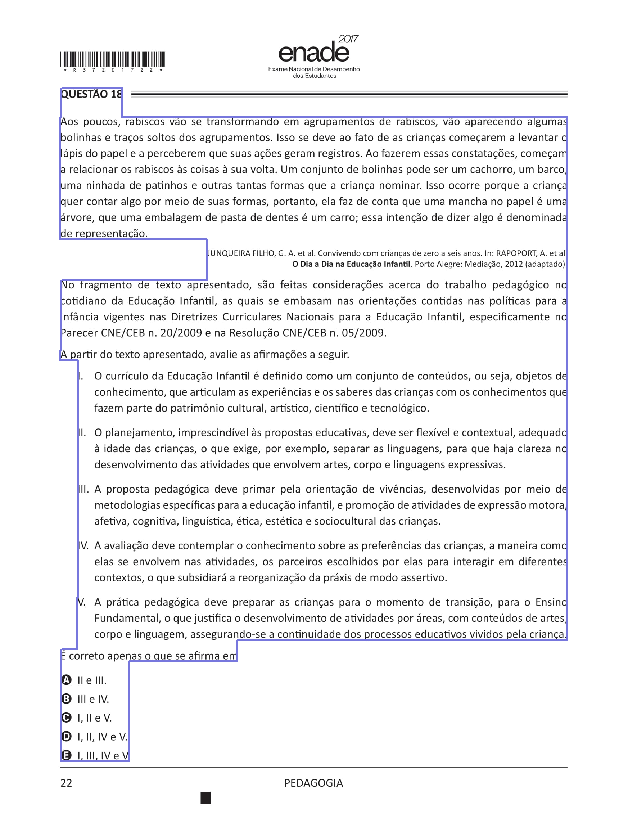 *R3720172 2*
2017
enade
Exame Nacional de Desempenho
dos Estudantes
QUESTÃO 18
Aos poucos, rabiscos vão se transformando em agrupamentos de rabiscos, vão aparecendo algumas
bolinhas e traços soltos dos agrupamentos. Isso se deve ao fato de as crianças começarem a levantar o
lápis do papel e a perceberem que suas ações geram registros. Ao fazerem essas constatações, começam
a relacionar os rabiscos às coisas à sua volta. Um conjunto de bolinhas pode ser um cachorro, um barco,
uma ninhada de patinhos e outras tantas formas que a criança nominar. Isso ocorre porque a criança
quer contar algo por meio de suas formas, portanto, ela faz de conta que uma mancha no papel é uma
árvore, que uma embalagem de pasta de dentes é um carro; essa intenção de dizer algo é denominada
de representação.
JUNQUEIRA FILHO, G. A. et al. Convivendo com crianças de zero a seis anos. In: RAPOPORT, A. et al.
O Dia a Dia na Educação Infantil. Porto Alegre: Mediação, 2012 (adaptado).
No fragmento de texto apresentado, são feitas considerações acerca do trabalho pedagógico no
cotidiano da Educação Infantil, as quais se embasam nas orientações contidas nas políticas para a
infância vigentes nas Diretrizes Curriculares Nacionais para a Educação Infantil, especificamente no
Parecer CNE/CEB n. 20/2009 e na Resolução CNE/CEB n. 05/2009.
A partir do texto apresentado, avalie as afirmações a seguir.
I. O currículo da Educação Infantil é definido como um conjunto de conteúdos, ou seja, objetos de
conhecimento, que articulam as experiências e os saberes das crianças com os conhecimentos que
fazem parte do patrimônio cultural, artístico, científico e tecnológico.
II. O planejamento, imprescindível às propostas educativas, deve ser flexível e contextual, adequado
à idade das crianças, o que exige, por exemplo, separar as linguagens, para que haja clareza no
desenvolvimento das atividades que envolvem artes, corpo e linguagens expressivas.
III. A proposta pedagógica deve primar pela orientação de vivências, desenvolvidas por meio de
metodologias específicas para a educação infantil, e promoção de atividades de expressão motora,
afetiva, cognitiva, linguística, ética, estética e sociocultural das crianças.
IV. A avaliação deve contemplar o conhecimento sobre as preferências das crianças, a maneira como
elas se envolvem nas atividades, os parceiros escolhidos por elas para interagir em diferentes
contextos, o que subsidiará a reorganização da práxis de modo assertivo.
V. A prática pedagógica deve preparar as crianças para o momento de transição, para o Ensino
Fundamental, o que justifica o desenvolvimento de atividades por áreas, com conteúdos de artes,
corpo e linguagem, assegurando-se a continuidade dos processos educativos vividos pela criança.
É correto apenas o que se afirma em
A II e III.
B III e IV.
C I, II e V.
D I, II, IV e V.
E I, III, IV e V
22
PEDAGOGIA